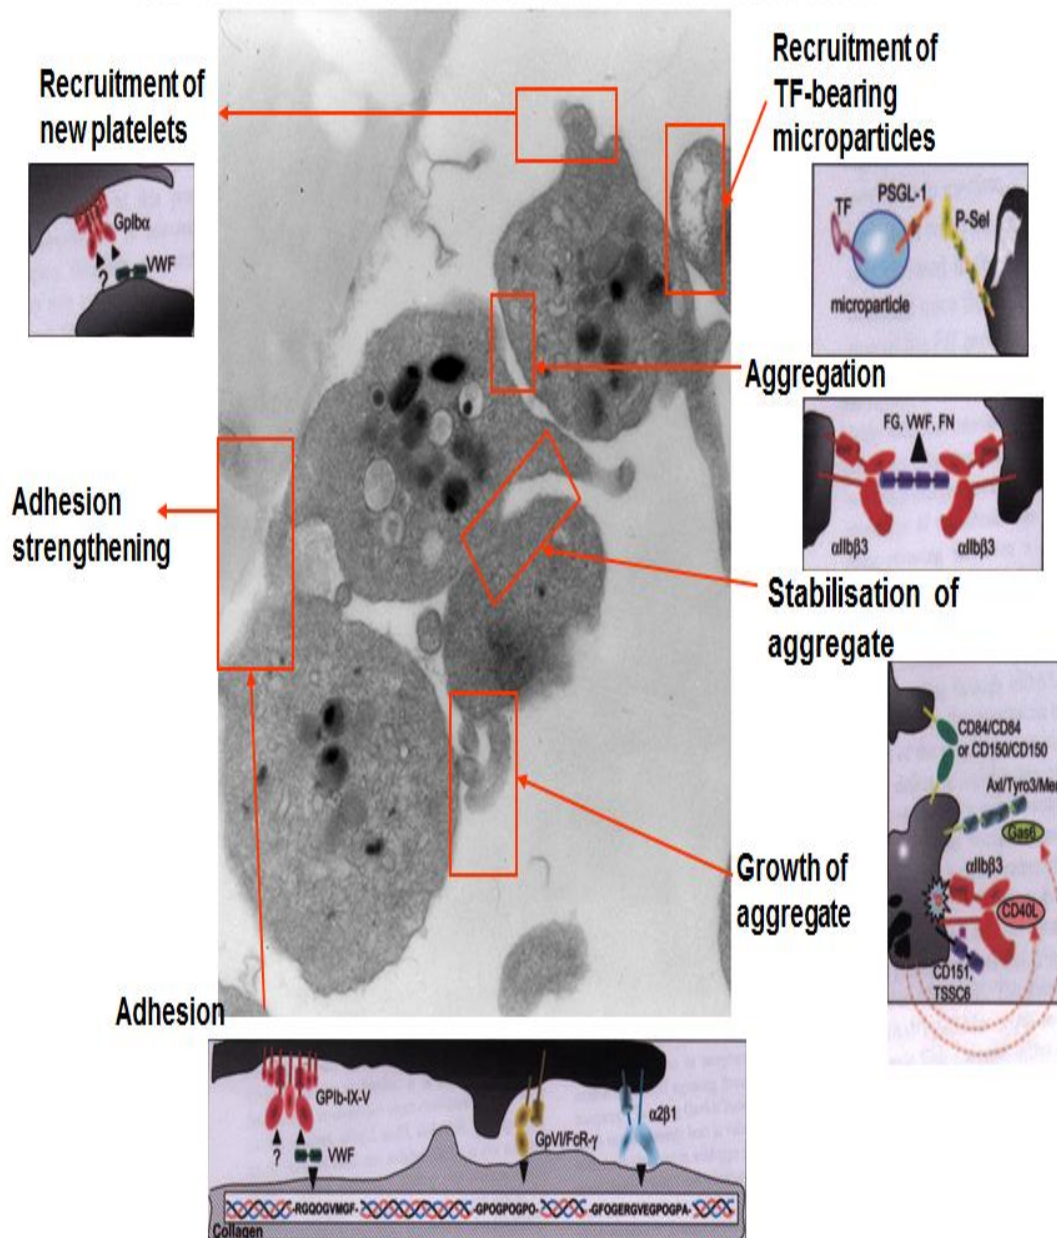 Recruitment of
new platelets
GpIbα
VWF
?
Recruitment of
TF-bearing
microparticles
TF
PSGL-1
P-Sel
microparticle
Aggregation
FG, VWF, FN
αIIbβ3
αIIbβ3
Adhesion
strengthening
Stabilisation of
aggregate
CD84/CD84
or CD150/CD150
Axl/Tyro3/Mer
Gas6
αIIbβ3
CD40L
CD151,
TSSC6
Growth of
aggregate
Adhesion
GPIb-IX-V
?
VWF
GpVI/FcR-γ
α2β1
-RGQOGVMGF-
-GPOGPOGPO-
-GFOGERGVEGPOGPA-
Collagen